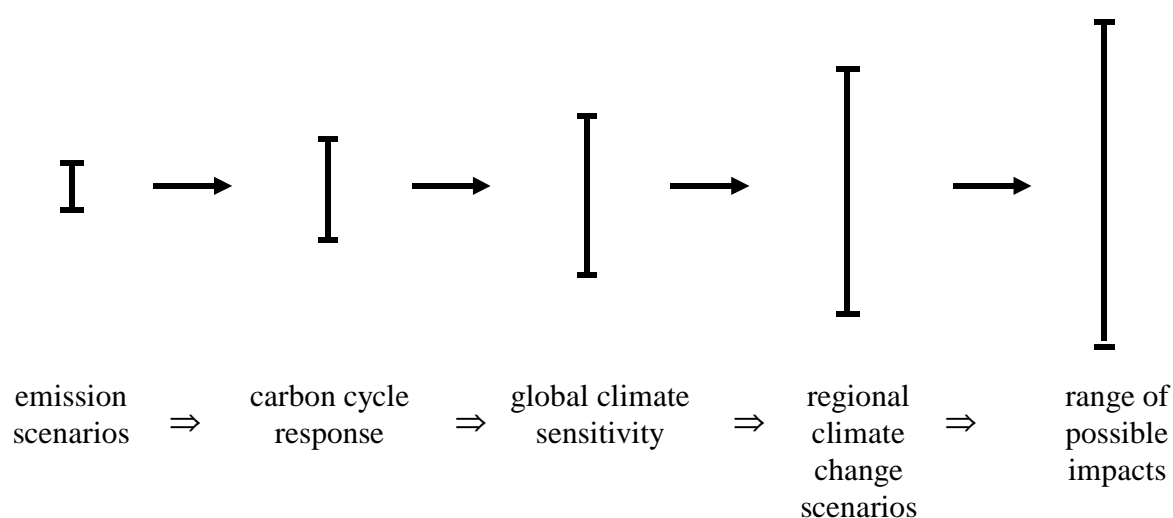 emission
scenarios
⇒
carbon cycle
response
⇒
global climate
sensitivity
⇒
regional
climate
change
scenarios
⇒
range of
possible
impacts